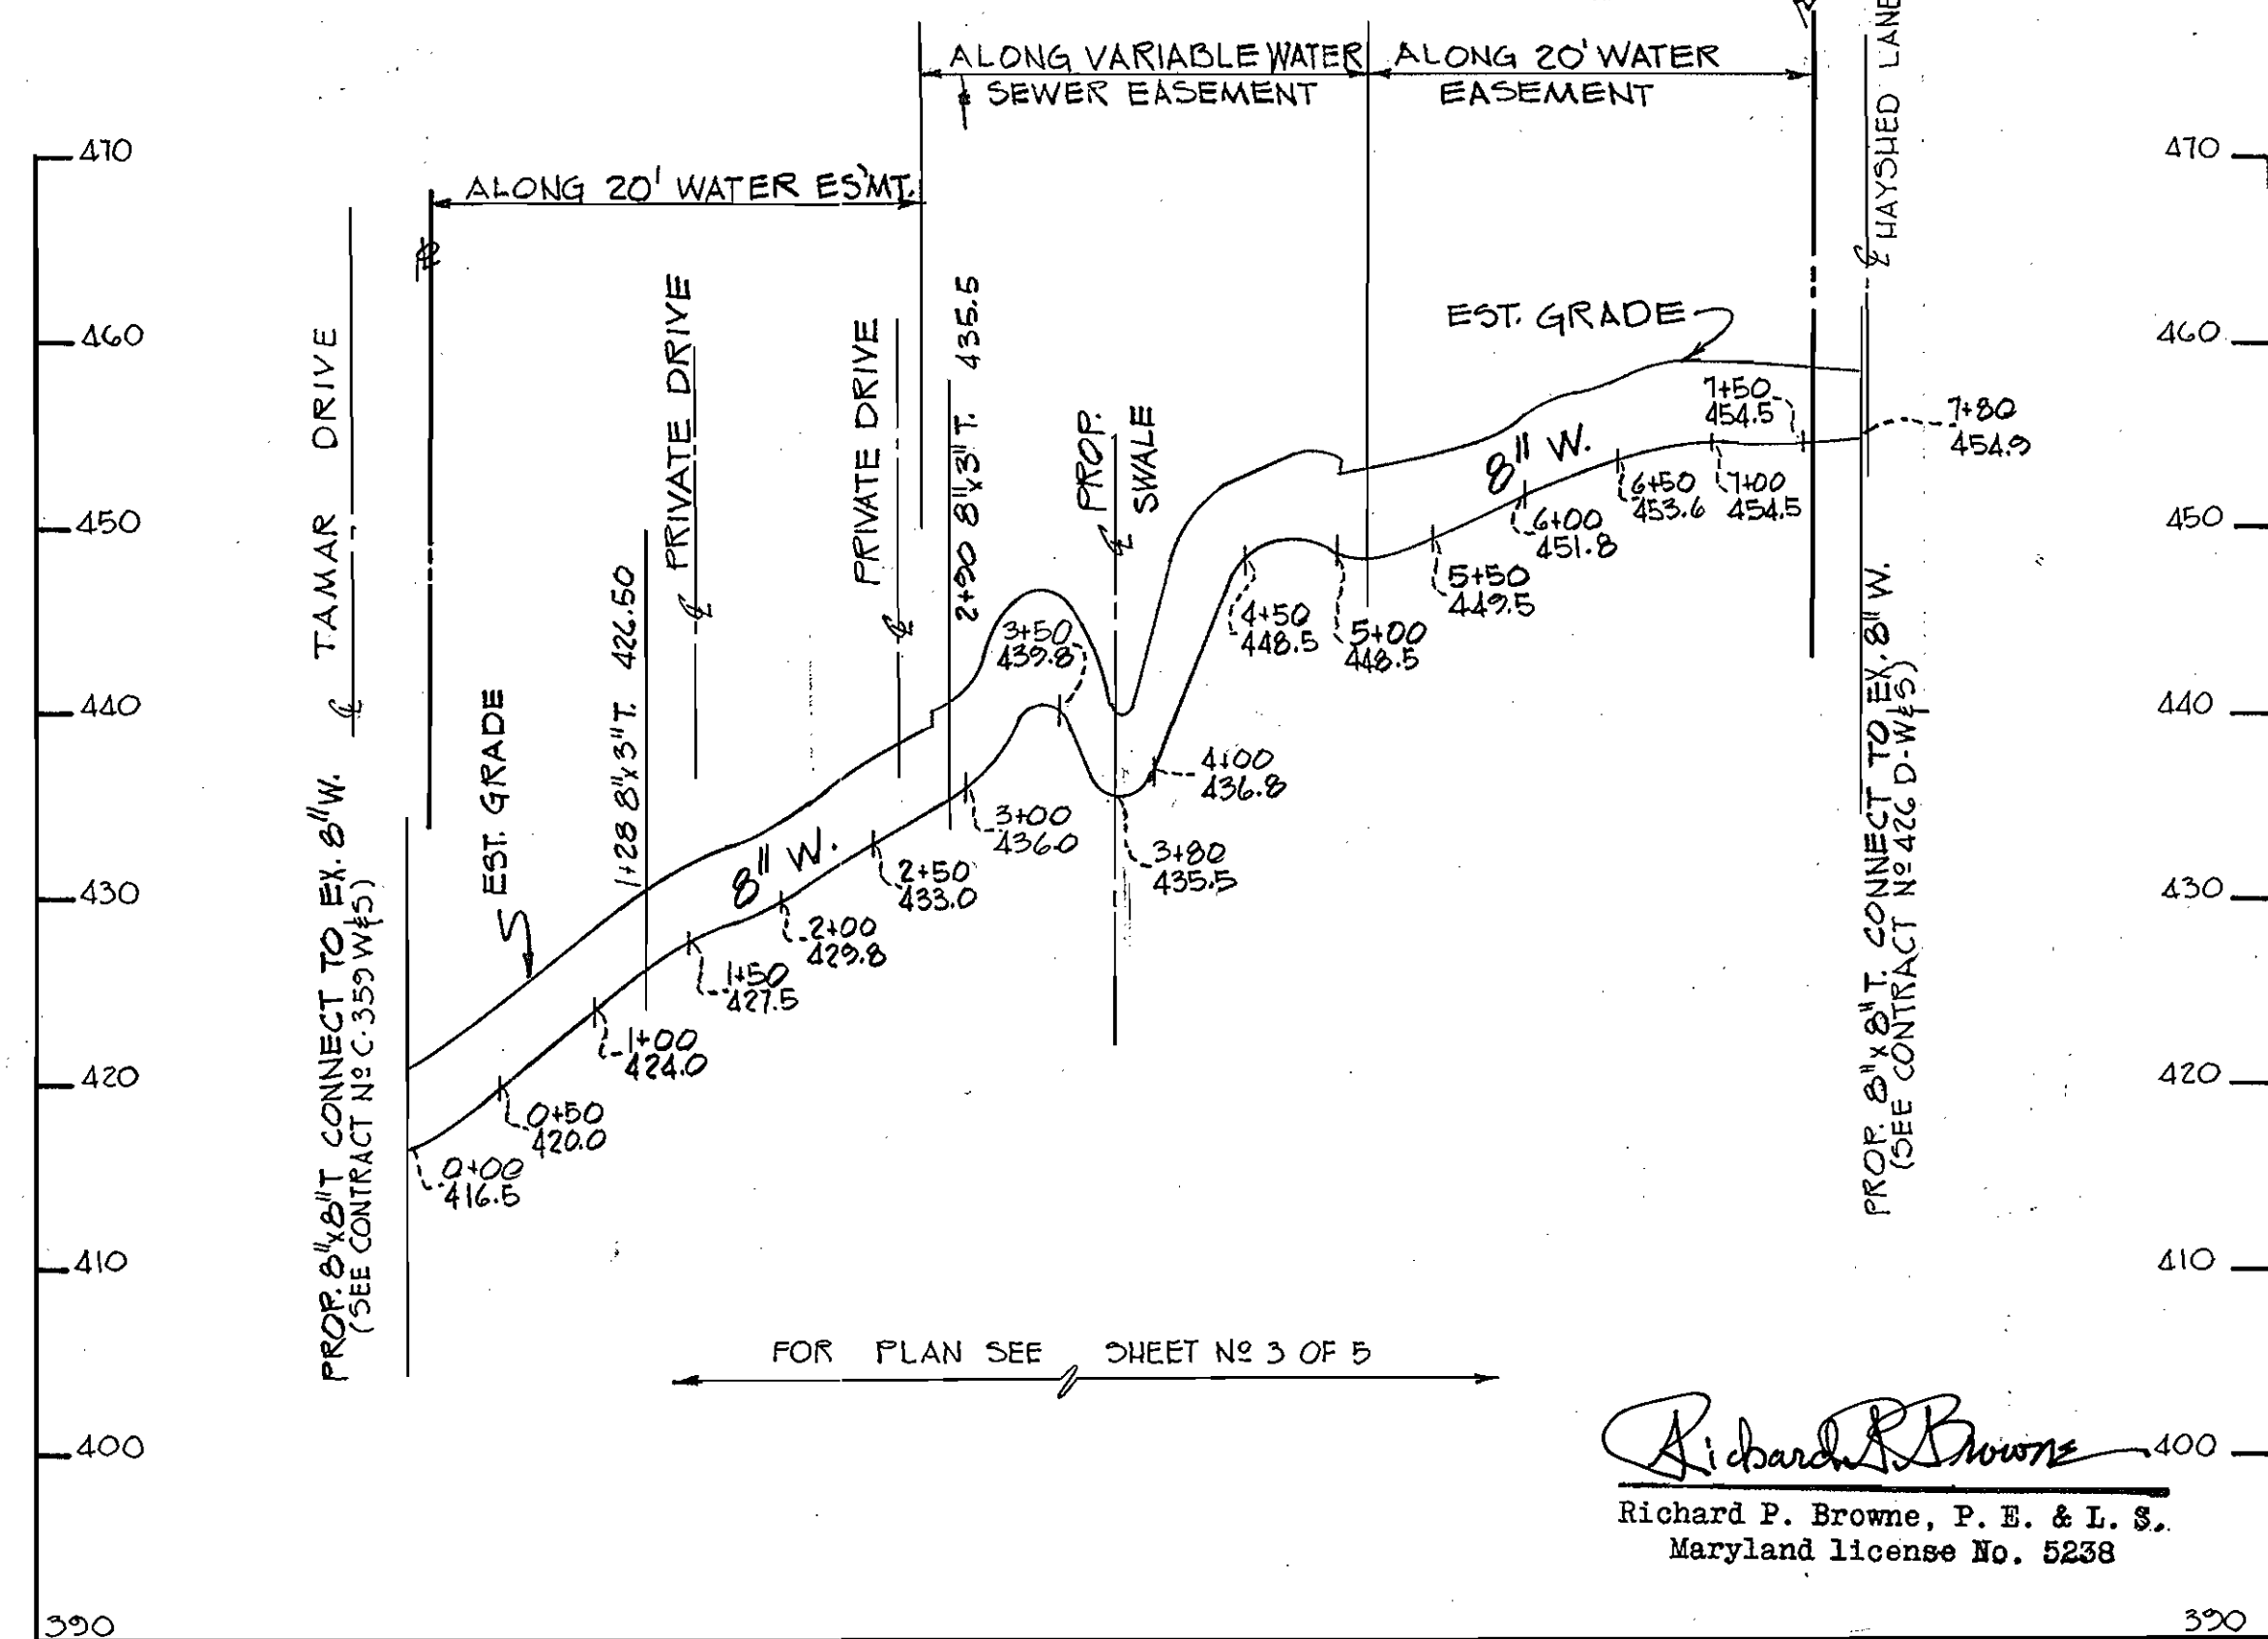 ALONG VARIABLE WATER
& SEWER EASEMENT
ALONG 20' WATER
EASEMENT
℄ HAYSHED LANE
ALONG 20' WATER ES'MT.
470
460
450
440
430
420
410
400
390
470
460
450
440
430
420
410
400
390
℄ TAMAR DRIVE
℄ PRIVATE DRIVE
PRIVATE DRIVE ℄
2+90 8"x3"T. 435.5
1+28 8"x3"T. 426.50
℄ PROP.
SWALE
EST. GRADE
EST. GRADE
8" W.
8" W.
PROP. 8"x8"T CONNECT TO EX. 8"W.
(SEE CONTRACT Nº C-359 W&S)
0+00
416.5
0+50
420.0
1+00
424.0
1+50
427.5
2+00
429.8
2+50
433.0
3+00
436.0
3+50
439.8
3+80
435.5
4+00
436.8
4+50
448.5
5+00
448.5
5+50
449.5
6+00
451.8
6+50
453.6
7+00
454.5
7+50
454.5
7+80
454.9
PROP. 8"x8"T. CONNECT TO EX. 8" W.
(SEE CONTRACT Nº 426 D-W&S)
FOR PLAN SEE SHEET Nº 3 OF 5
Richard P. Browne
Richard P. Browne, P. E. & L. S.
Maryland license No. 5238